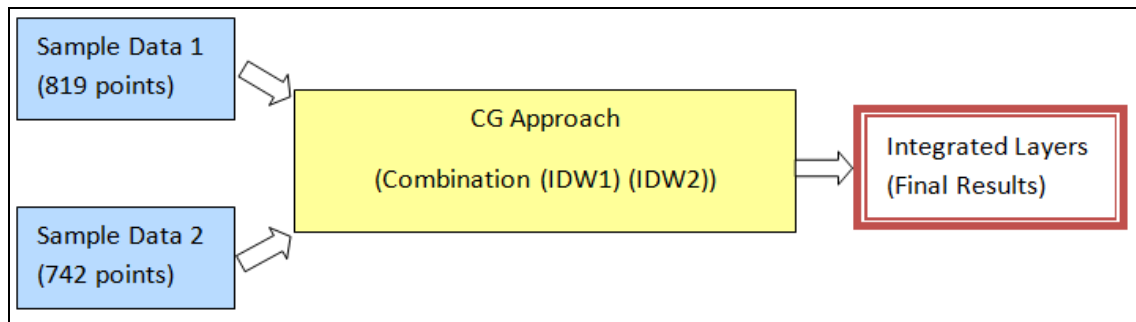 Sample Data 1
(819 points)
CG Approach
(Combination (IDW1) (IDW2))
Integrated Layers
(Final Results)
Sample Data 2
(742 points)